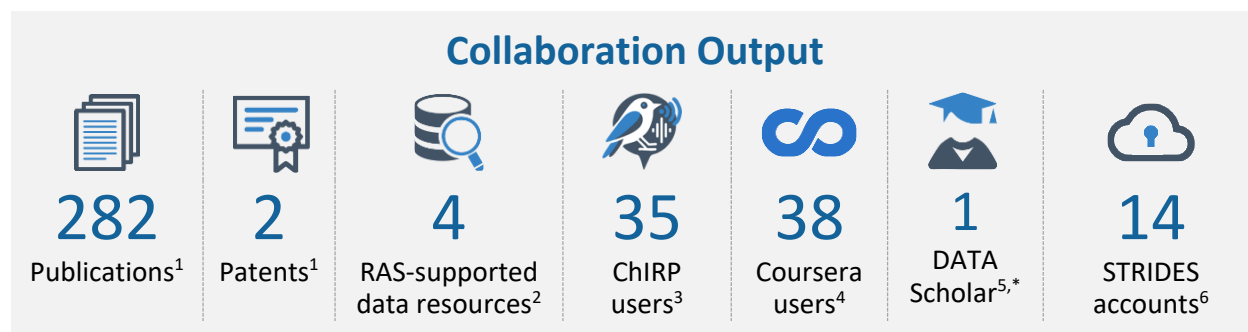 Collaboration Output
282
Publications¹
2
Patents¹
4
RAS-supported
data resources²
35
ChIRP
users³
38
Coursera
users⁴
1
DATA
Scholar⁵,*
14
STRIDES
accounts⁶